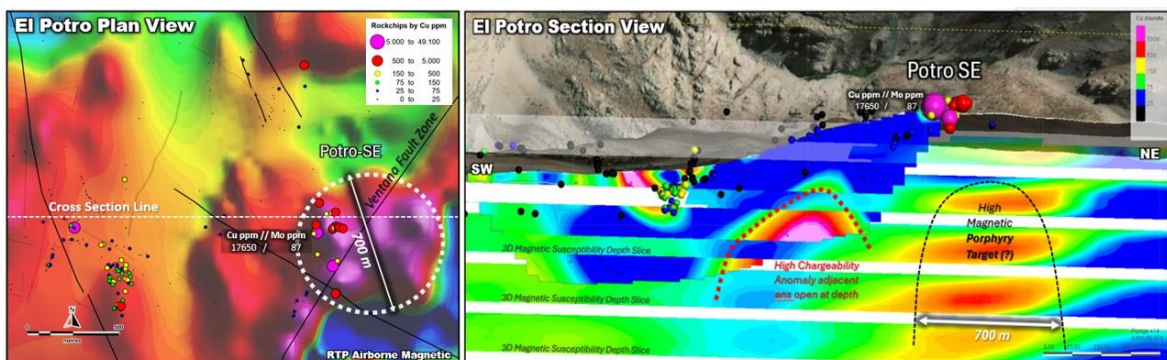 El Potro Plan View
Rockchips by Cu ppm
5.000 to 49.100
500 to 5.000
150 to 500
75 to 150
25 to 75
0 to 25
Potro-SE
Ventana Fault Zone
Cross Section Line
Cu ppm // Mo ppm
17650 / 87
700 m
N
0
500
metres
RTP Airborne Magnetic
El Potro Section View
Potro SE
Cu ppm // Mo ppm
17650 / 87
SW
NE
High
Magnetic
Porphyry
Target (?)
3D Magnetic Susceptibility Depth Slice
High Chargeability
Anomaly adjacent
ans open at depth
3D Magnetic Susceptibility Depth Slice
3D Magnetic Susceptibility Depth Slice
700 m